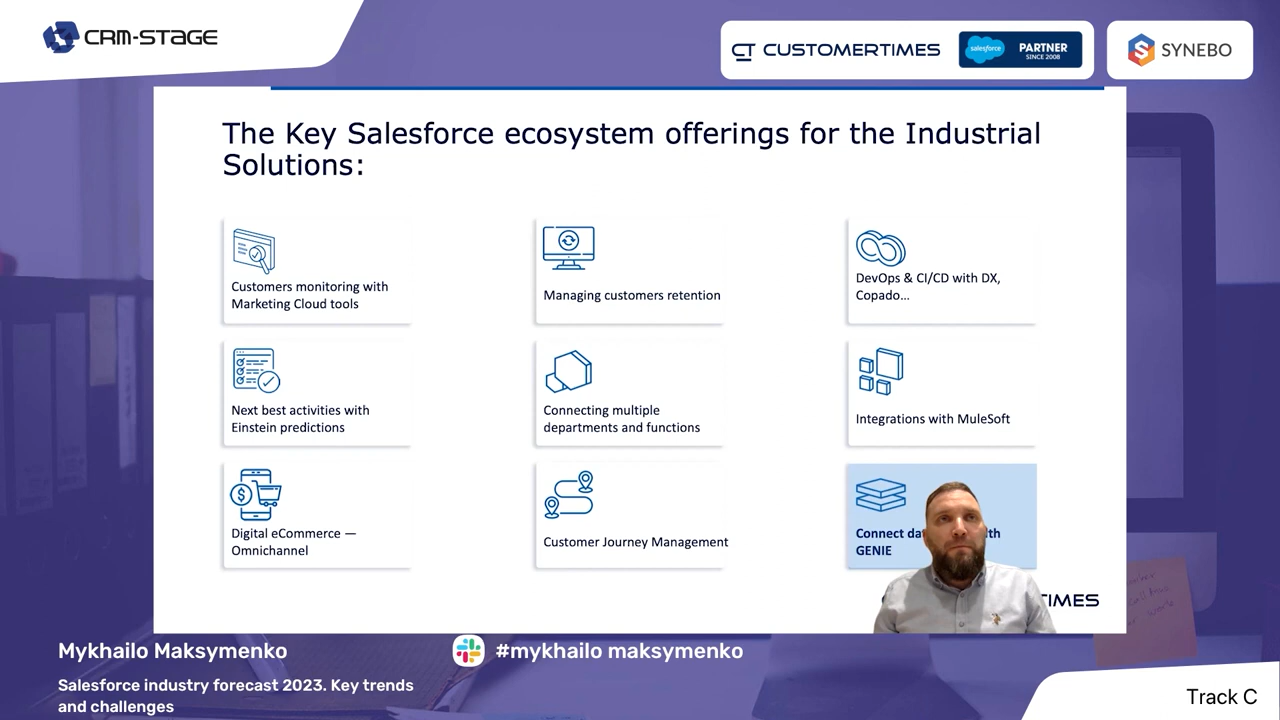 CRM-STAGE
CT CUSTOMERTIMES
salesforce
PARTNER
SINCE 2008
SYNEBO
The Key Salesforce ecosystem offerings for the Industrial
Solutions:
Customers monitoring with
Marketing Cloud tools
Managing customers retention
DevOps & CI/CD with DX,
Copado...
Next best activities with
Einstein predictions
Connecting multiple
departments and functions
Integrations with MuleSoft
Digital eCommerce —
Omnichannel
Customer Journey Management
Connect
GENIE
Mykhailo Maksymenko
#mykhailo maksymenko
Salesforce industry forecast 2023. Key trends
and challenges
Track C